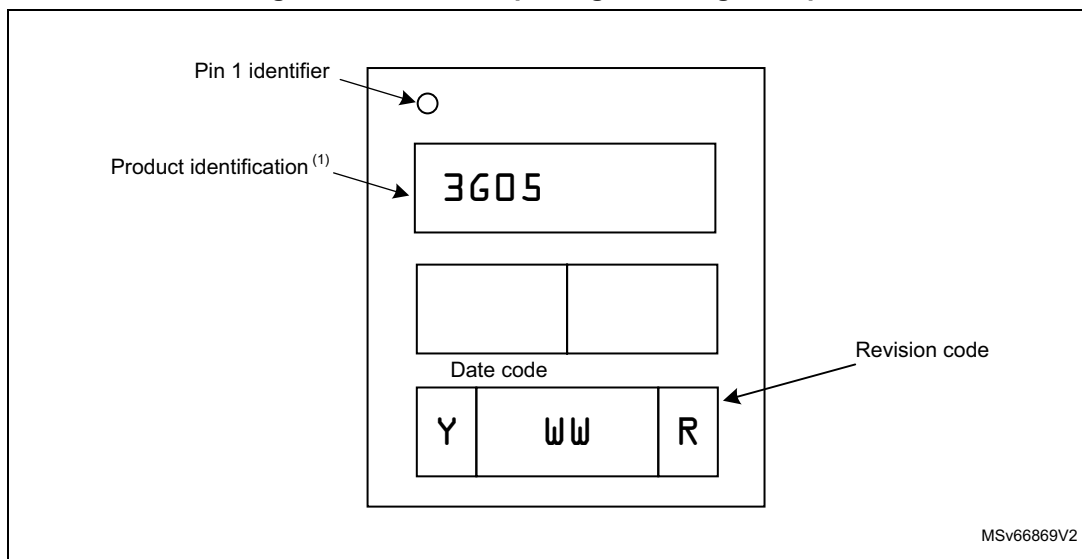 Pin 1 identifier
Product identification (1)
3G05
Revision code
Date code
Y WW R
MSv66869V2